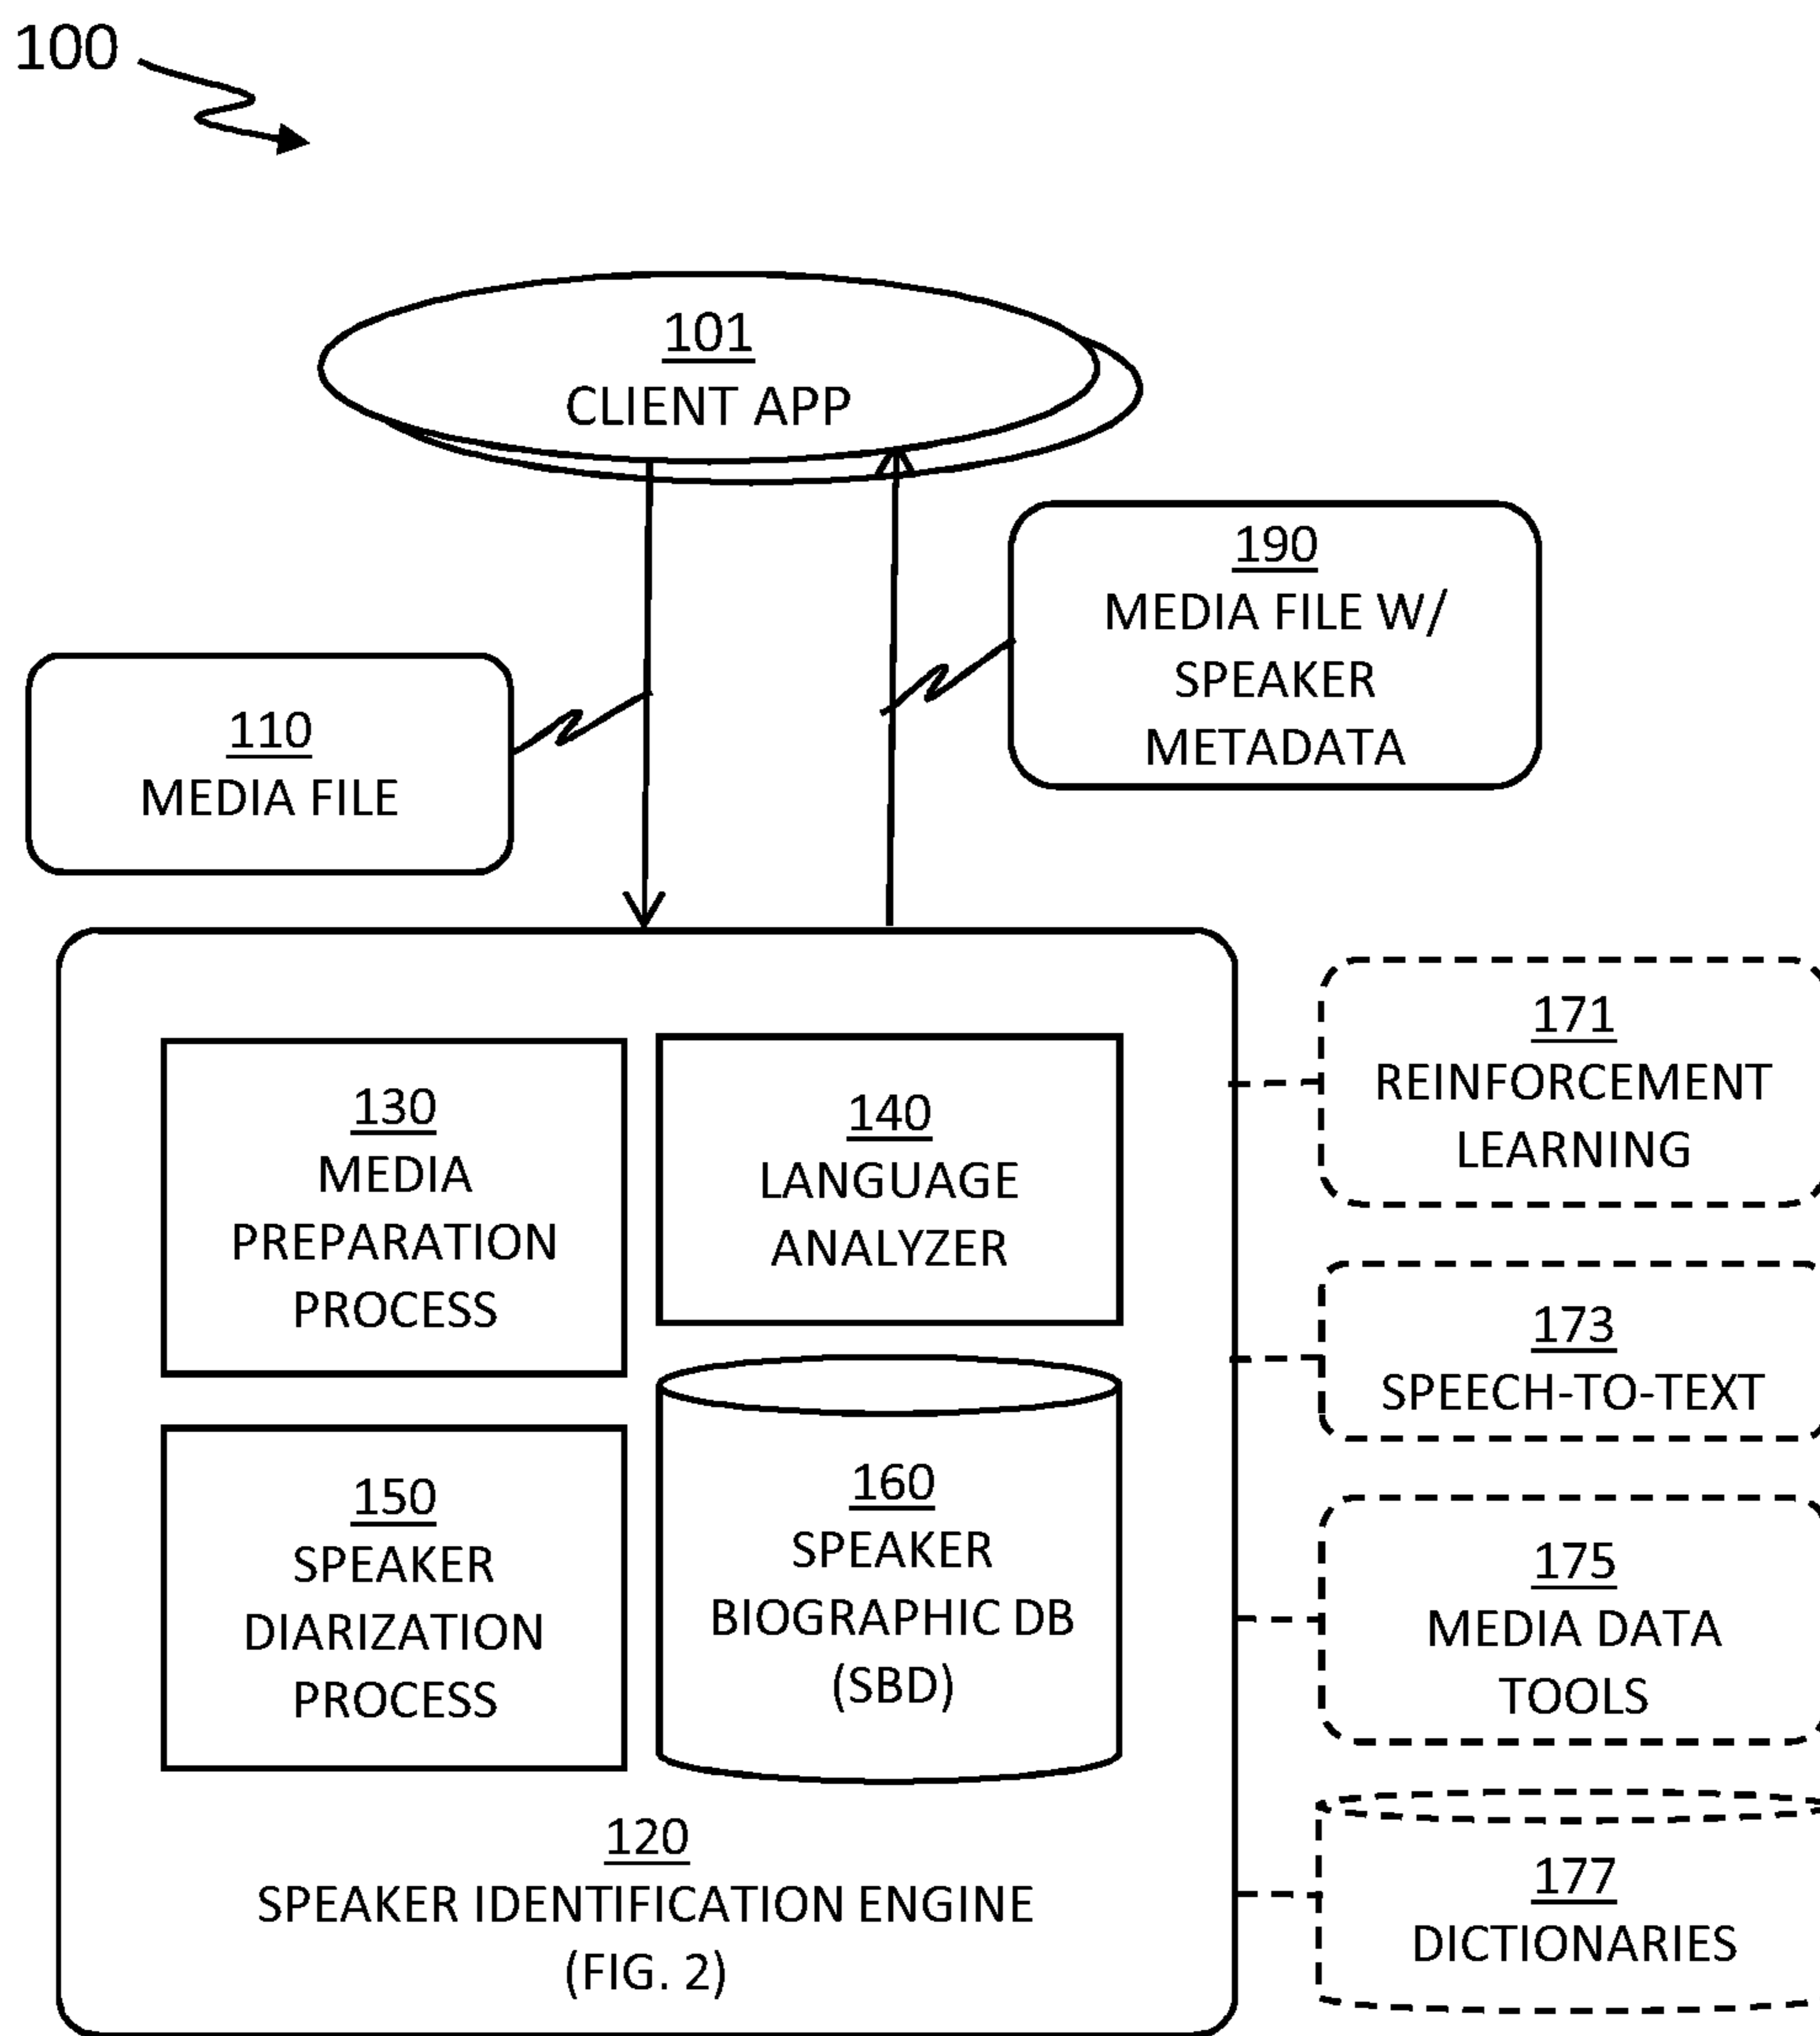 100
101
CLIENT APP
190
MEDIA FILE W/
SPEAKER
METADATA
110
MEDIA FILE
130
MEDIA
PREPARATION
PROCESS
140
LANGUAGE
ANALYZER
150
SPEAKER
DIARIZATION
PROCESS
160
SPEAKER
BIOGRAPHIC DB
(SBD)
120
SPEAKER IDENTIFICATION ENGINE
(FIG. 2)
171
REINFORCEMENT
LEARNING
173
SPEECH-TO-TEXT
175
MEDIA DATA
TOOLS
177
DICTIONARIES